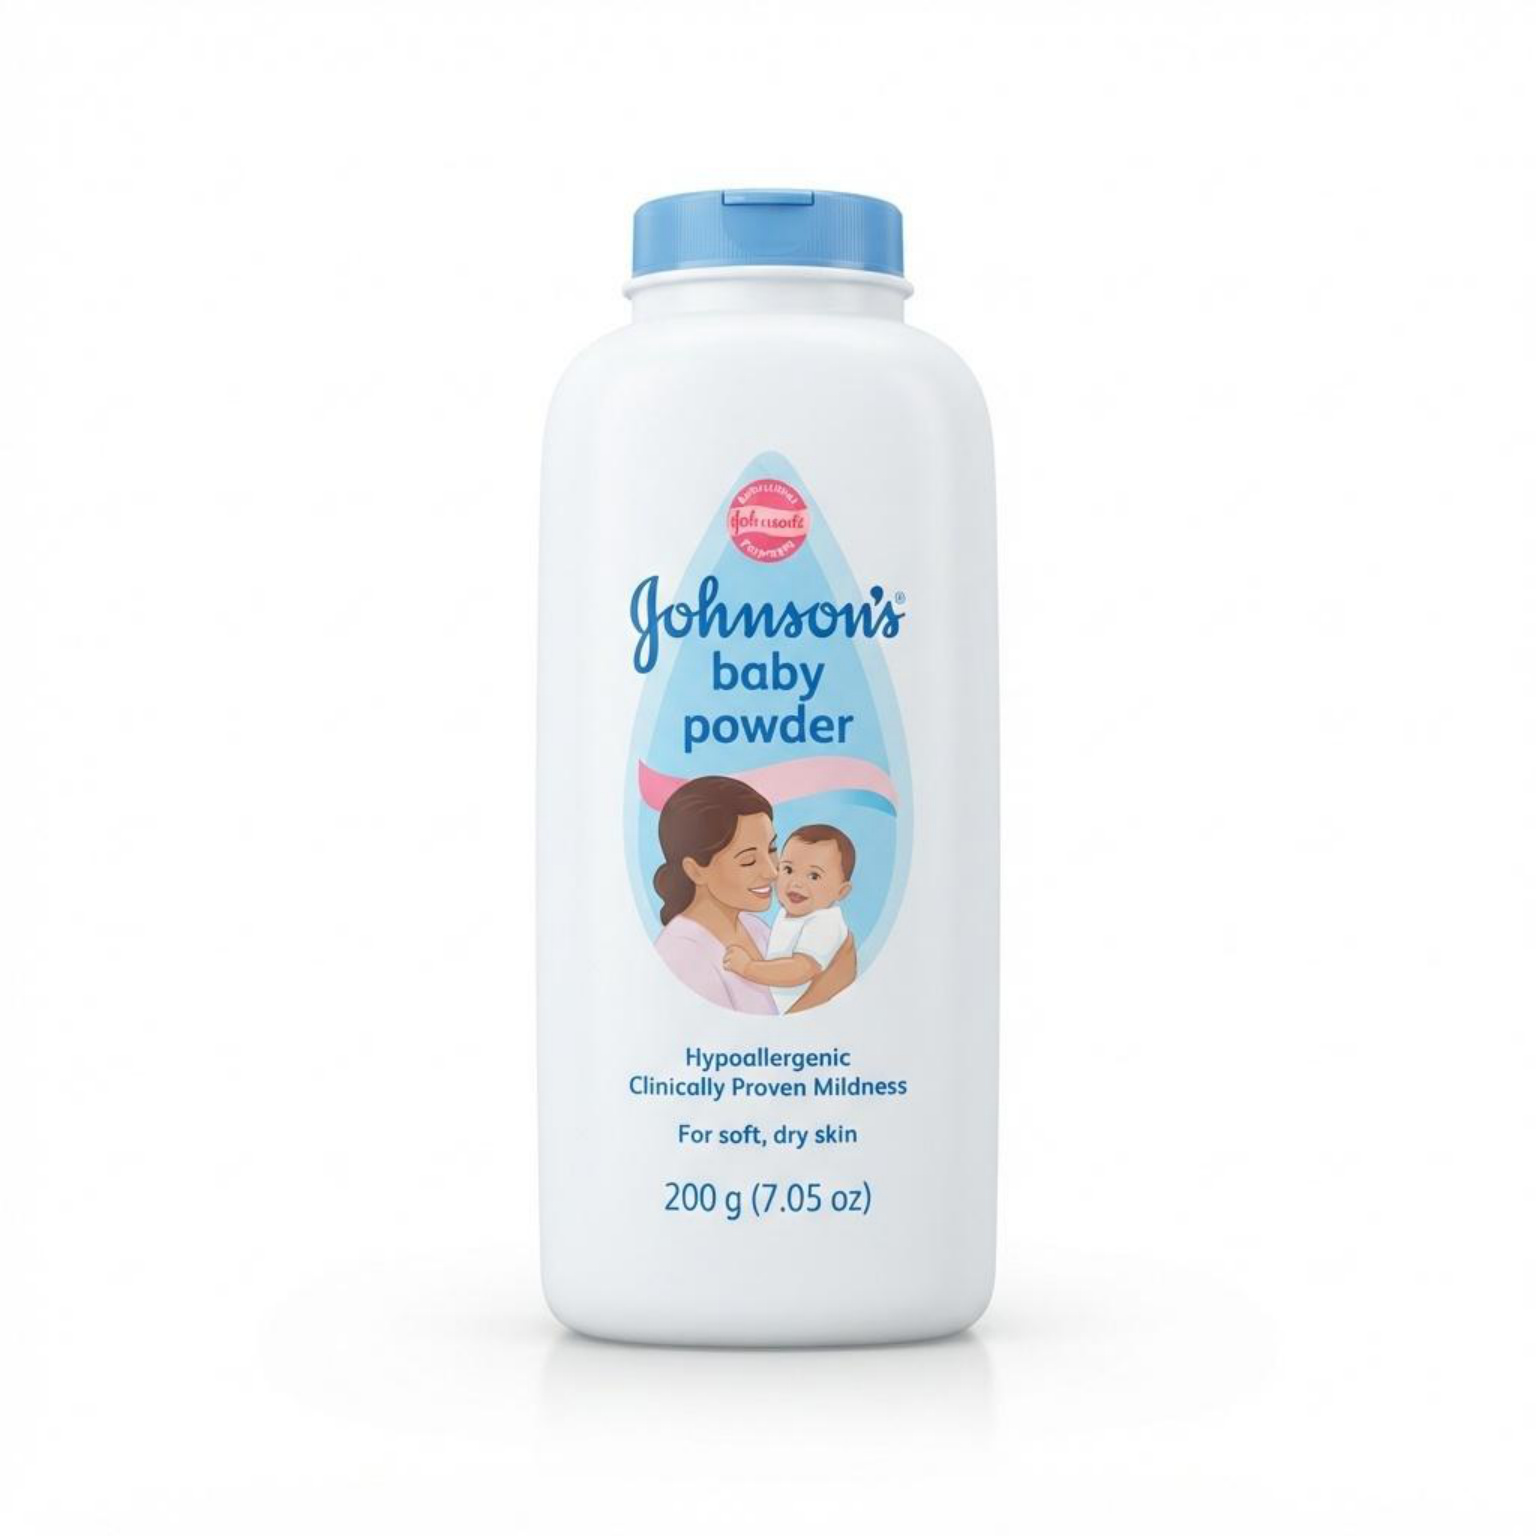 Johnson's®
baby
powder
Hypoallergenic
Clinically Proven Mildness
For soft, dry skin
200 g (7.05 oz)